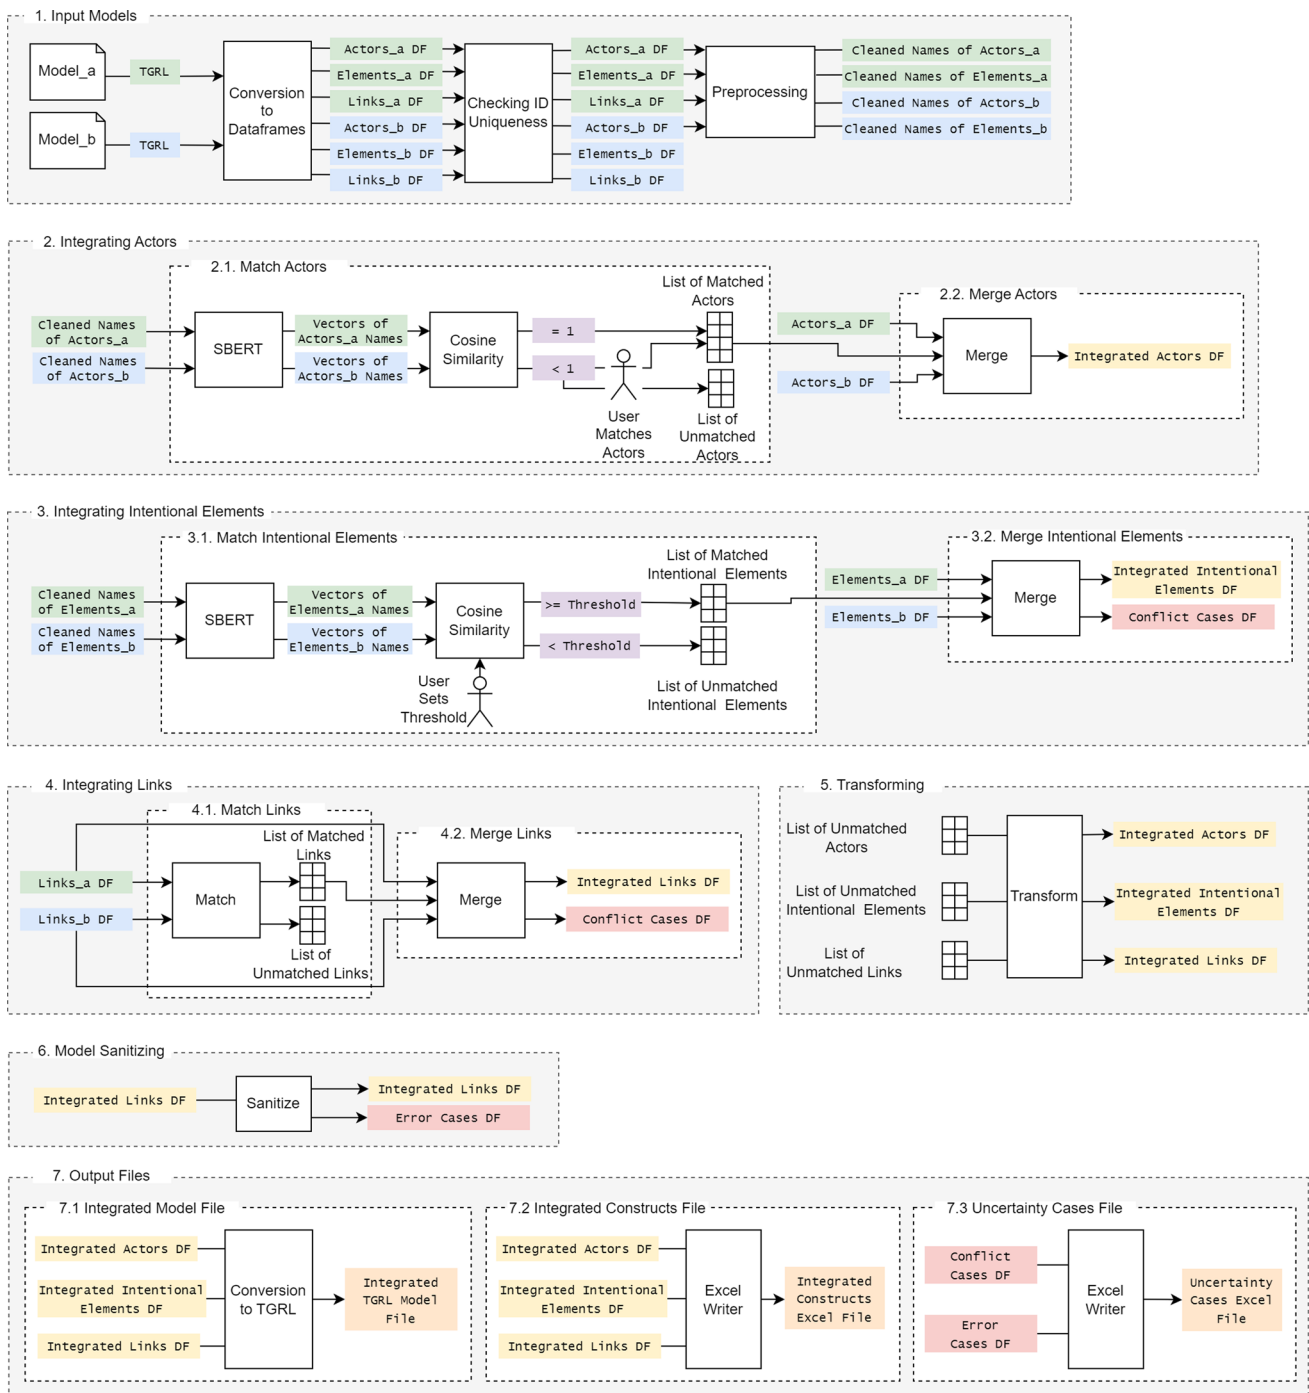 1. Input Models
Model_a
TGRL
Model_b
TGRL
Conversion
to
Dataframes
Actors_a DF
Elements_a DF
Links_a DF
Actors_b DF
Elements_b DF
Links_b DF
Checking ID
Uniqueness
Actors_a DF
Elements_a DF
Links_a DF
Actors_b DF
Elements_b DF
Links_b DF
Preprocessing
Cleaned Names of Actors_a
Cleaned Names of Elements_a
Cleaned Names of Actors_b
Cleaned Names of Elements_b
2. Integrating Actors
2.1. Match Actors
Cleaned Names
of Actors_a
Cleaned Names
of Actors_b
SBERT
Vectors of
Actors_a Names
Vectors of
Actors_b Names
Cosine
Similarity
= 1
< 1
User
Matches
Actors
List of Matched
Actors
List of
Unmatched
Actors
Actors_a DF
Actors_b DF
2.2. Merge Actors
Merge
Integrated Actors DF
3. Integrating Intentional Elements
3.1. Match Intentional Elements
Cleaned Names
of Elements_a
Cleaned Names
of Elements_b
SBERT
Vectors of
Elements_a Names
Vectors of
Elements_b Names
Cosine
Similarity
User
Sets
Threshold
>= Threshold
< Threshold
List of Matched
Intentional Elements
List of Unmatched
Intentional Elements
Elements_a DF
Elements_b DF
3.2. Merge Intentional Elements
Merge
Integrated Intentional
Elements DF
Conflict Cases DF
4. Integrating Links
4.1. Match Links
Links_a DF
Links_b DF
Match
List of Matched
Links
List of
Unmatched Links
4.2. Merge Links
Merge
Integrated Links DF
Conflict Cases DF
5. Transforming
List of Unmatched
Actors
List of Unmatched
Intentional Elements
List of
Unmatched Links
Transform
Integrated Actors DF
Integrated Intentional
Elements DF
Integrated Links DF
6. Model Sanitizing
Integrated Links DF
Sanitize
Integrated Links DF
Error Cases DF
7. Output Files
7.1 Integrated Model File
Integrated Actors DF
Integrated Intentional
Elements DF
Integrated Links DF
Conversion
to TGRL
Integrated
TGRL Model
File
7.2 Integrated Constructs File
Integrated Actors DF
Integrated Intentional
Elements DF
Integrated Links DF
Excel
Writer
Integrated
Constructs
Excel File
7.3 Uncertainty Cases File
Conflict
Cases DF
Error
Cases DF
Excel
Writer
Uncertainty
Cases Excel
File